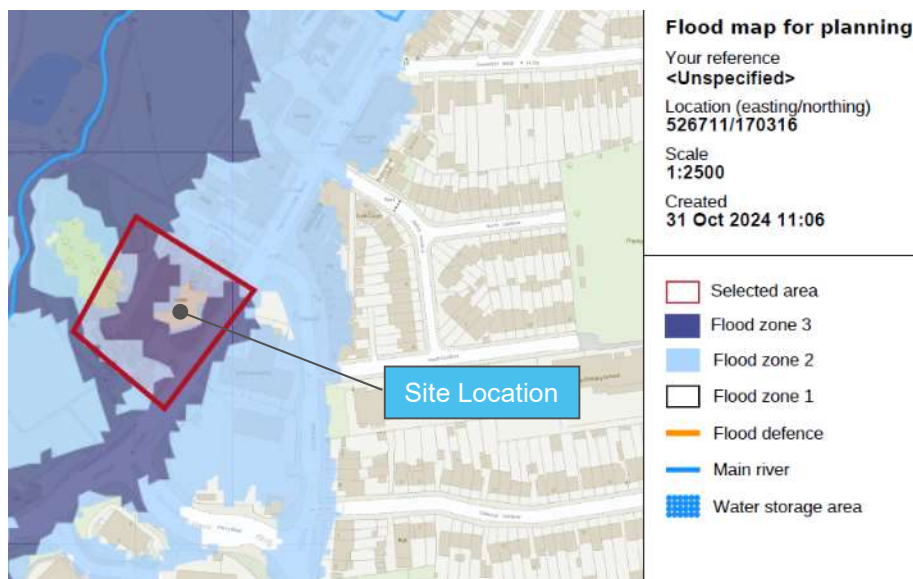 Flood map for planning
Your reference
<Unspecified>
Location (easting/northing)
526711/170316
Scale
1:2500
Created
31 Oct 2024 11:06
Selected area
Flood zone 3
Flood zone 2
Flood zone 1
Flood defence
Main river
Water storage area
Site Location